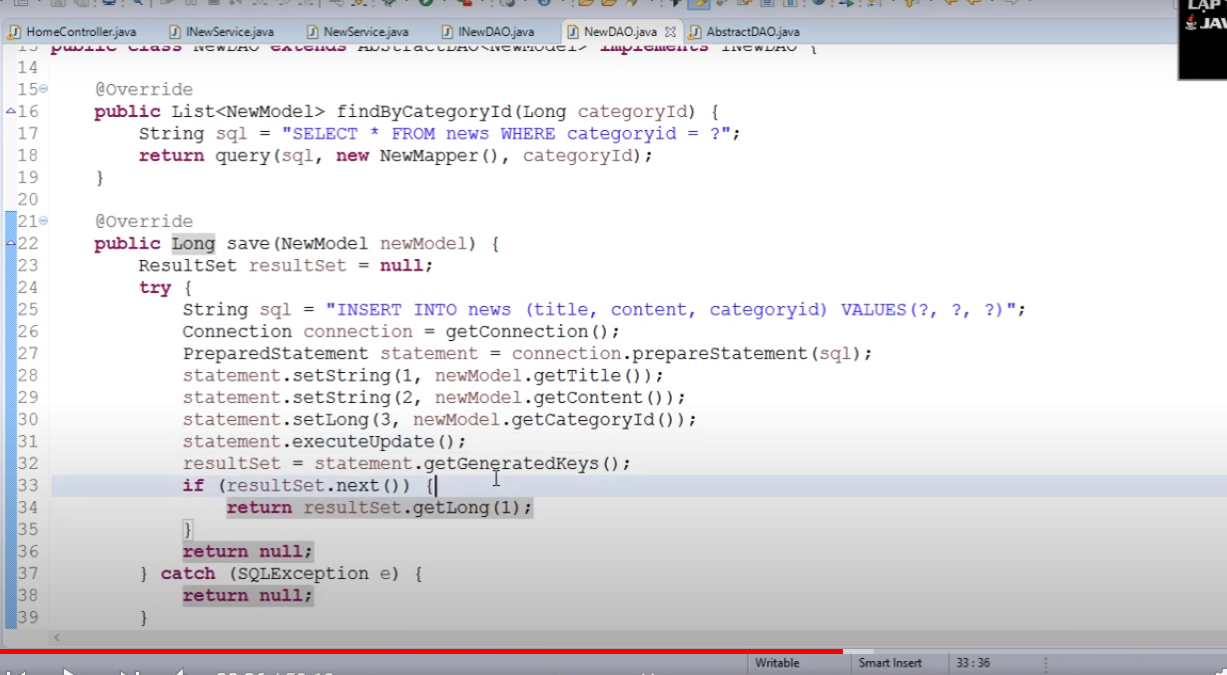 LẬP
JAV
HomeController.java INewService.java NewService.java INewDAO.java NewDAO.java AbstractDAO.java
13 public class NewDAO extends AbstractDAO<NewModel> implements INewDAO {
14
15 @Override
16 public List<NewModel> findByCategoryId(Long categoryId) {
17 String sql = "SELECT * FROM news WHERE categoryid = ?";
18 return query(sql, new NewMapper(), categoryId);
19 }
20
21 @Override
22 public Long save(NewModel newModel) {
23 ResultSet resultSet = null;
24 try {
25 String sql = "INSERT INTO news (title, content, categoryid) VALUES(?, ?, ?)";
26 Connection connection = getConnection();
27 PreparedStatement statement = connection.prepareStatement(sql);
28 statement.setString(1, newModel.getTitle());
29 statement.setString(2, newModel.getContent());
30 statement.setLong(3, newModel.getCategoryId());
31 statement.executeUpdate();
32 resultSet = statement.getGeneratedKeys();
33 if (resultSet.next()) {
34 return resultSet.getLong(1);
35 }
36 return null;
37 } catch (SQLException e) {
38 return null;
39 }
Writable Smart Insert 33 : 36